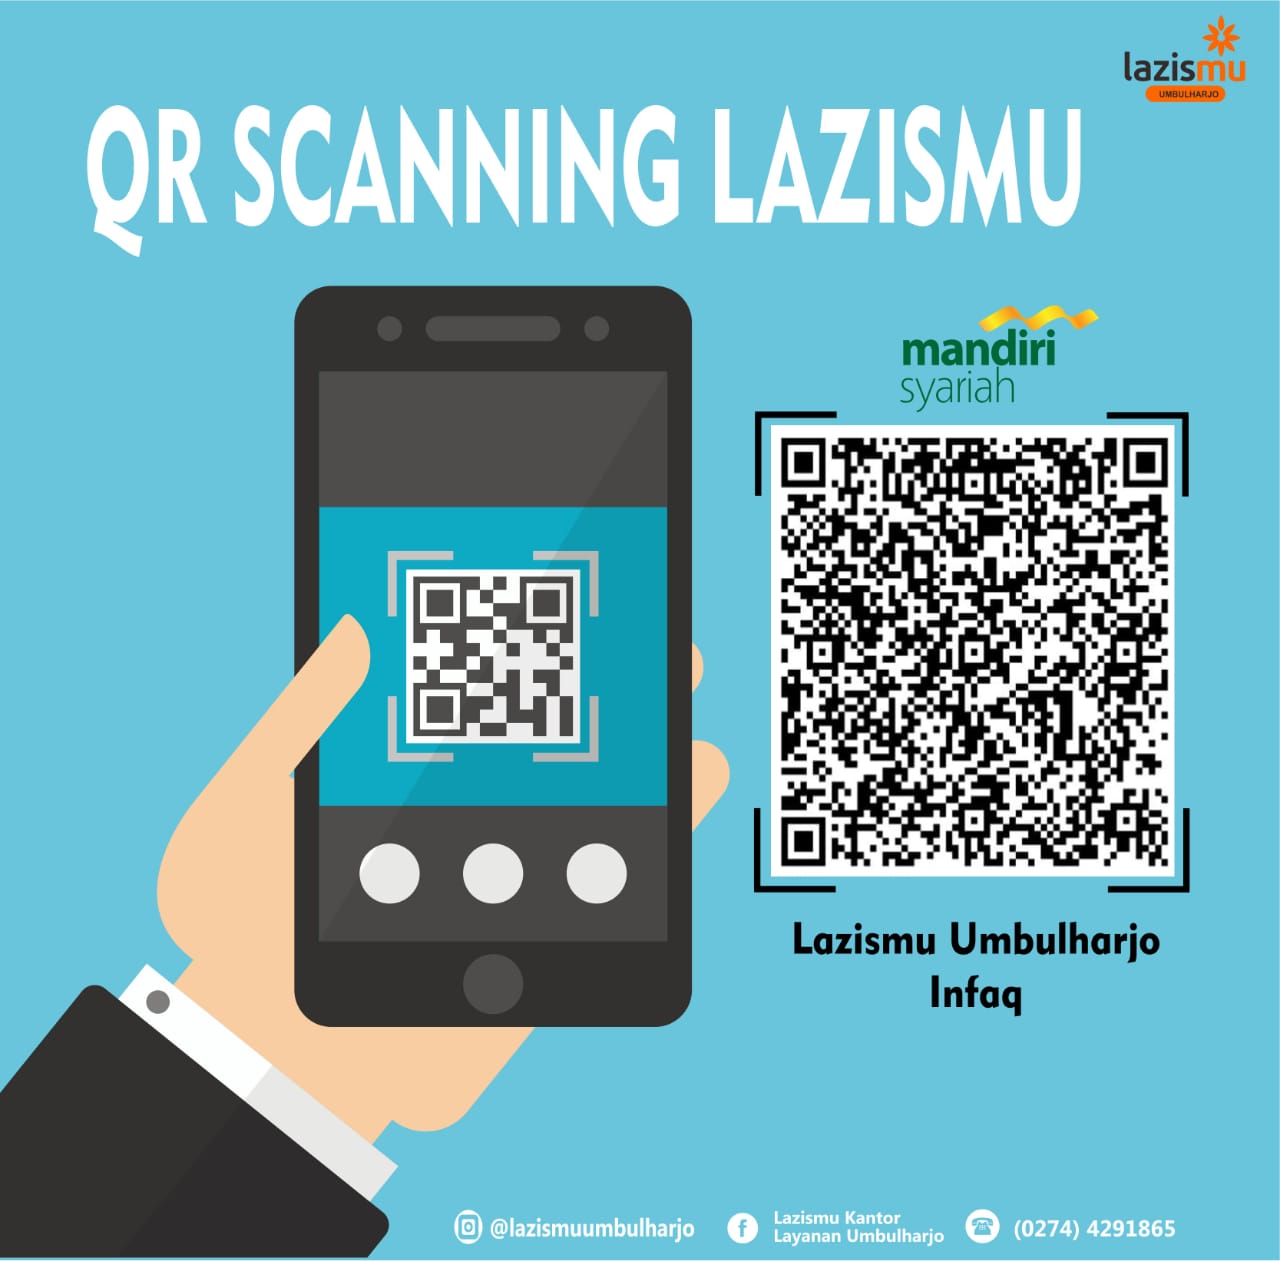 lazismu
UMBULHARJO
QR SCANNING LAZISMU
mandiri
syariah
Lazismu Umbulharjo
Infaq
@lazismuumbulharjo
Lazismu Kantor
Layanan Umbulharjo
(0274) 4291865